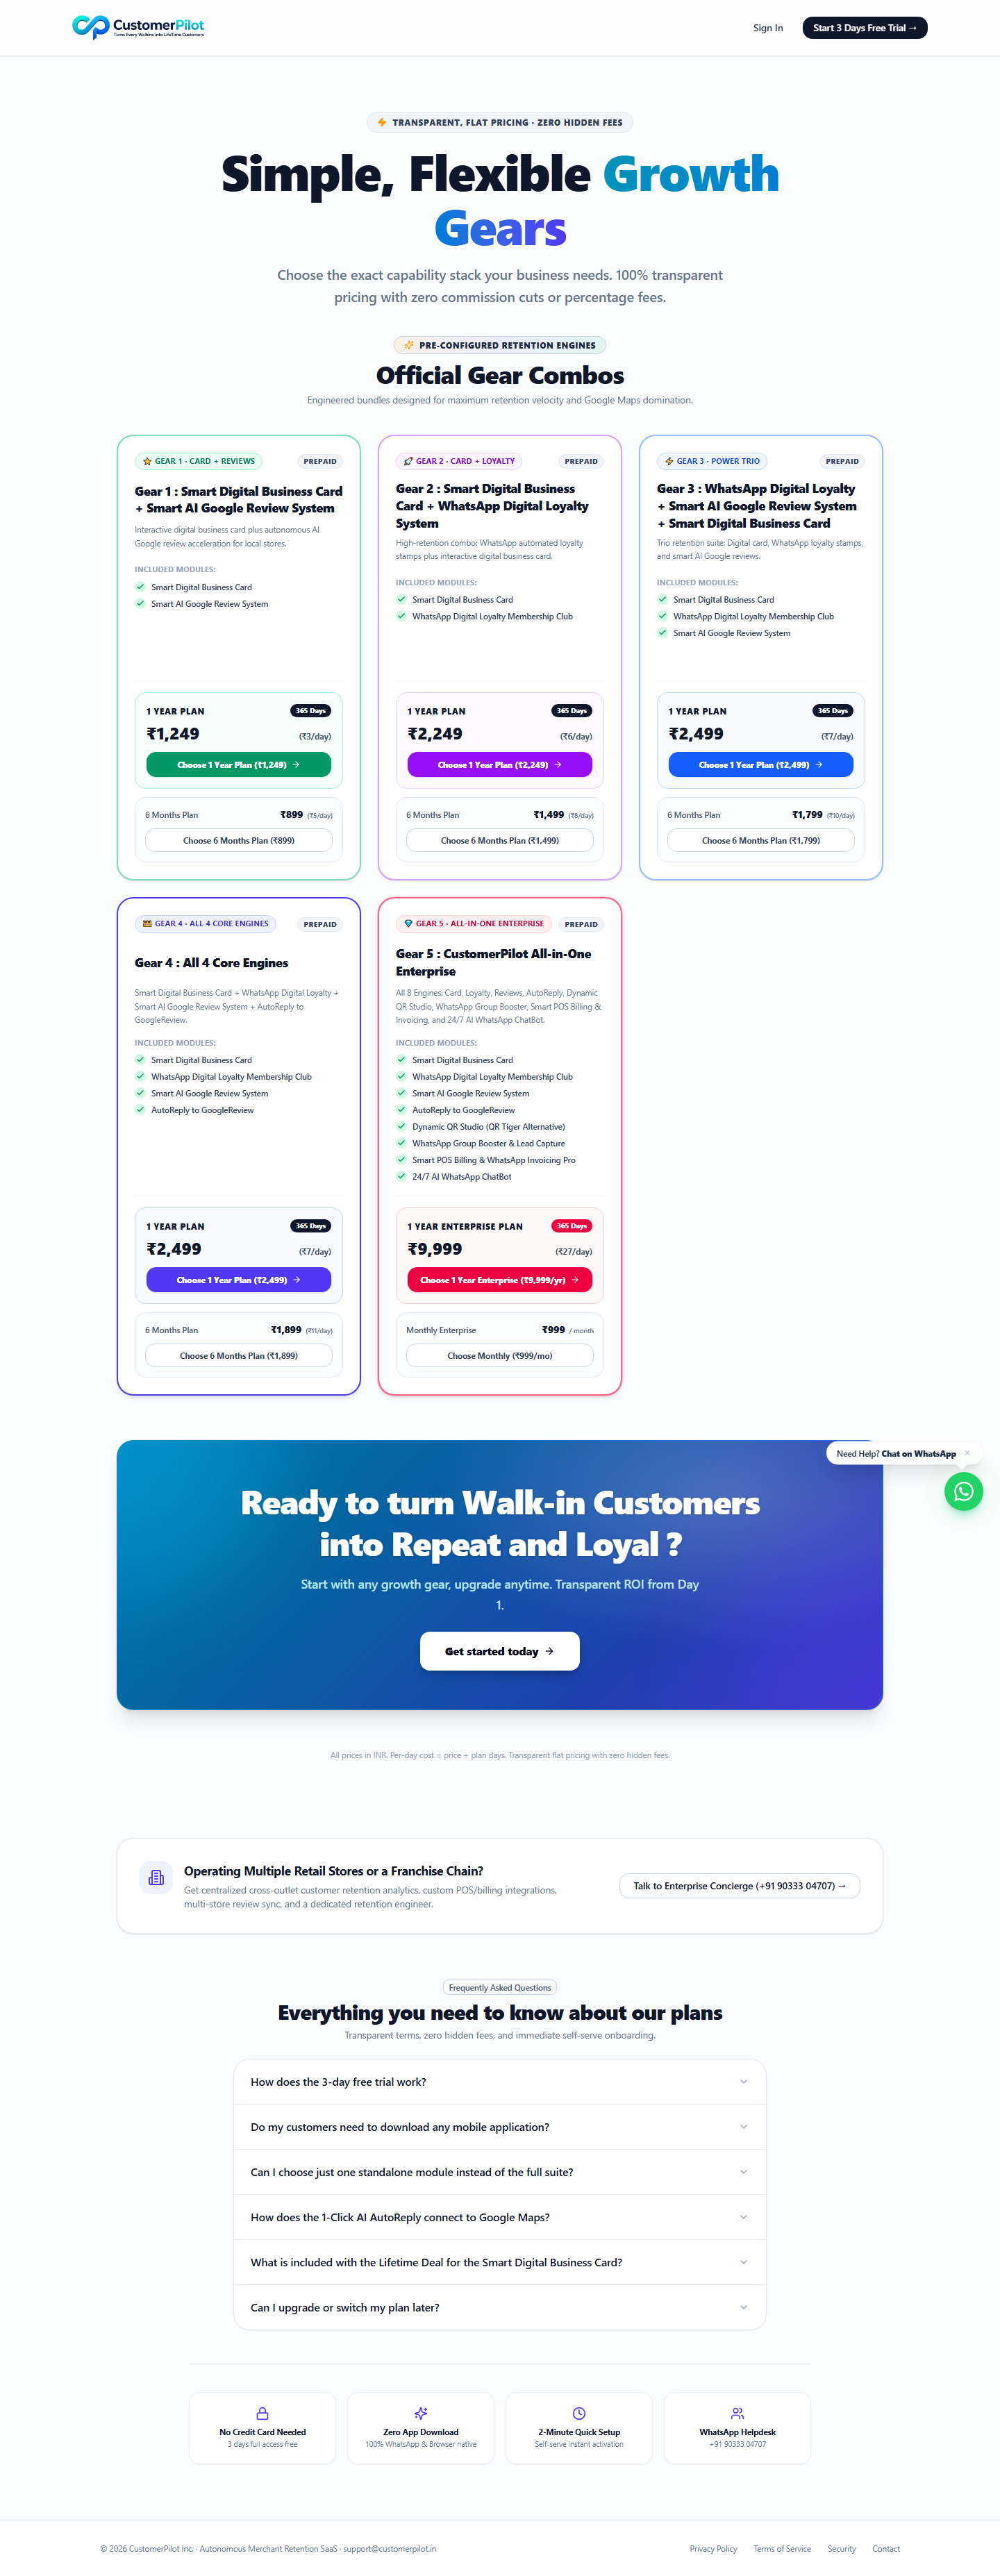 CustomerPilot
Turns Every Walkins into LifeTime Customers
Sign In
Start 3 Days Free Trial →
TRANSPARENT, FLAT PRICING · ZERO HIDDEN FEES
Simple, Flexible Growth
Gears
Choose the exact capability stack your business needs. 100% transparent
pricing with zero commission cuts or percentage fees.
PRE-CONFIGURED RETENTION ENGINES
Official Gear Combos
Engineered bundles designed for maximum retention velocity and Google Maps domination.
GEAR 1 · CARD + REVIEWS
PREPAID
Gear 1 : Smart Digital Business Card
+ Smart AI Google Review System
Interactive digital business card plus autonomous AI
Google review acceleration for local stores.
INCLUDED MODULES:
Smart Digital Business Card
Smart AI Google Review System
1 YEAR PLAN
365 Days
₹1,249
(₹3/day)
Choose 1 Year Plan (₹1,249) →
6 Months Plan
₹899 (₹5/day)
Choose 6 Months Plan (₹899)
GEAR 2 · CARD + LOYALTY
PREPAID
Gear 2 : Smart Digital Business
Card + WhatsApp Digital Loyalty
System
High-retention combo: WhatsApp automated loyalty
stamps plus interactive digital business card.
INCLUDED MODULES:
Smart Digital Business Card
WhatsApp Digital Loyalty Membership Club
1 YEAR PLAN
365 Days
₹2,249
(₹6/day)
Choose 1 Year Plan (₹2,249) →
6 Months Plan
₹1,499 (₹8/day)
Choose 6 Months Plan (₹1,499)
GEAR 3 · POWER TRIO
PREPAID
Gear 3 : WhatsApp Digital Loyalty
+ Smart AI Google Review System
+ Smart Digital Business Card
Trio retention suite: Digital card, WhatsApp loyalty stamps,
and smart AI Google reviews.
INCLUDED MODULES:
Smart Digital Business Card
WhatsApp Digital Loyalty Membership Club
Smart AI Google Review System
1 YEAR PLAN
365 Days
₹2,499
(₹7/day)
Choose 1 Year Plan (₹2,499) →
6 Months Plan
₹1,799 (₹10/day)
Choose 6 Months Plan (₹1,799)
GEAR 4 · ALL 4 CORE ENGINES
PREPAID
Gear 4 : All 4 Core Engines
Smart Digital Business Card + WhatsApp Digital Loyalty +
Smart AI Google Review System + AutoReply to
GoogleReview.
INCLUDED MODULES:
Smart Digital Business Card
WhatsApp Digital Loyalty Membership Club
Smart AI Google Review System
AutoReply to GoogleReview
1 YEAR PLAN
365 Days
₹2,499
(₹7/day)
Choose 1 Year Plan (₹2,499) →
6 Months Plan
₹1,899 (₹11/day)
Choose 6 Months Plan (₹1,899)
GEAR 5 · ALL-IN-ONE ENTERPRISE
PREPAID
Gear 5 : CustomerPilot All-in-One
Enterprise
All 8 Engines: Card, Loyalty, Reviews, AutoReply, Dynamic
QR Studio, WhatsApp Group Booster, Smart POS Billing &
Invoicing, and 24/7 AI WhatsApp ChatBot.
INCLUDED MODULES:
Smart Digital Business Card
WhatsApp Digital Loyalty Membership Club
Smart AI Google Review System
AutoReply to GoogleReview
Dynamic QR Studio (QR Tiger Alternative)
WhatsApp Group Booster & Lead Capture
Smart POS Billing & WhatsApp Invoicing Pro
24/7 AI WhatsApp ChatBot
1 YEAR ENTERPRISE PLAN
365 Days
₹9,999
(₹27/day)
Choose 1 Year Enterprise (₹9,999/yr) →
Monthly Enterprise
₹999 / month
Choose Monthly (₹999/mo)
Need Help? Chat on WhatsApp ×
Ready to turn Walk-in Customers
into Repeat and Loyal ?
Start with any growth gear, upgrade anytime. Transparent ROI from Day
1.
Get started today →
All prices in INR. Per-day cost = price ÷ plan days. Transparent flat pricing with zero hidden fees.
Operating Multiple Retail Stores or a Franchise Chain?
Get centralized cross-outlet customer retention analytics, custom POS/billing integrations,
multi-store review sync, and a dedicated retention engineer.
Talk to Enterprise Concierge (+91 90333 04707) →
Frequently Asked Questions
Everything you need to know about our plans
Transparent terms, zero hidden fees, and immediate self-serve onboarding.
How does the 3-day free trial work?
Do my customers need to download any mobile application?
Can I choose just one standalone module instead of the full suite?
How does the 1-Click AI AutoReply connect to Google Maps?
What is included with the Lifetime Deal for the Smart Digital Business Card?
Can I upgrade or switch my plan later?
No Credit Card Needed
3 days full access free
Zero App Download
100% WhatsApp & Browser native
2-Minute Quick Setup
Self-serve instant activation
WhatsApp Helpdesk
+91 90333 04707
© 2026 CustomerPilot Inc. · Autonomous Merchant Retention SaaS · support@customerpilot.in
Privacy Policy
Terms of Service
Security
Contact